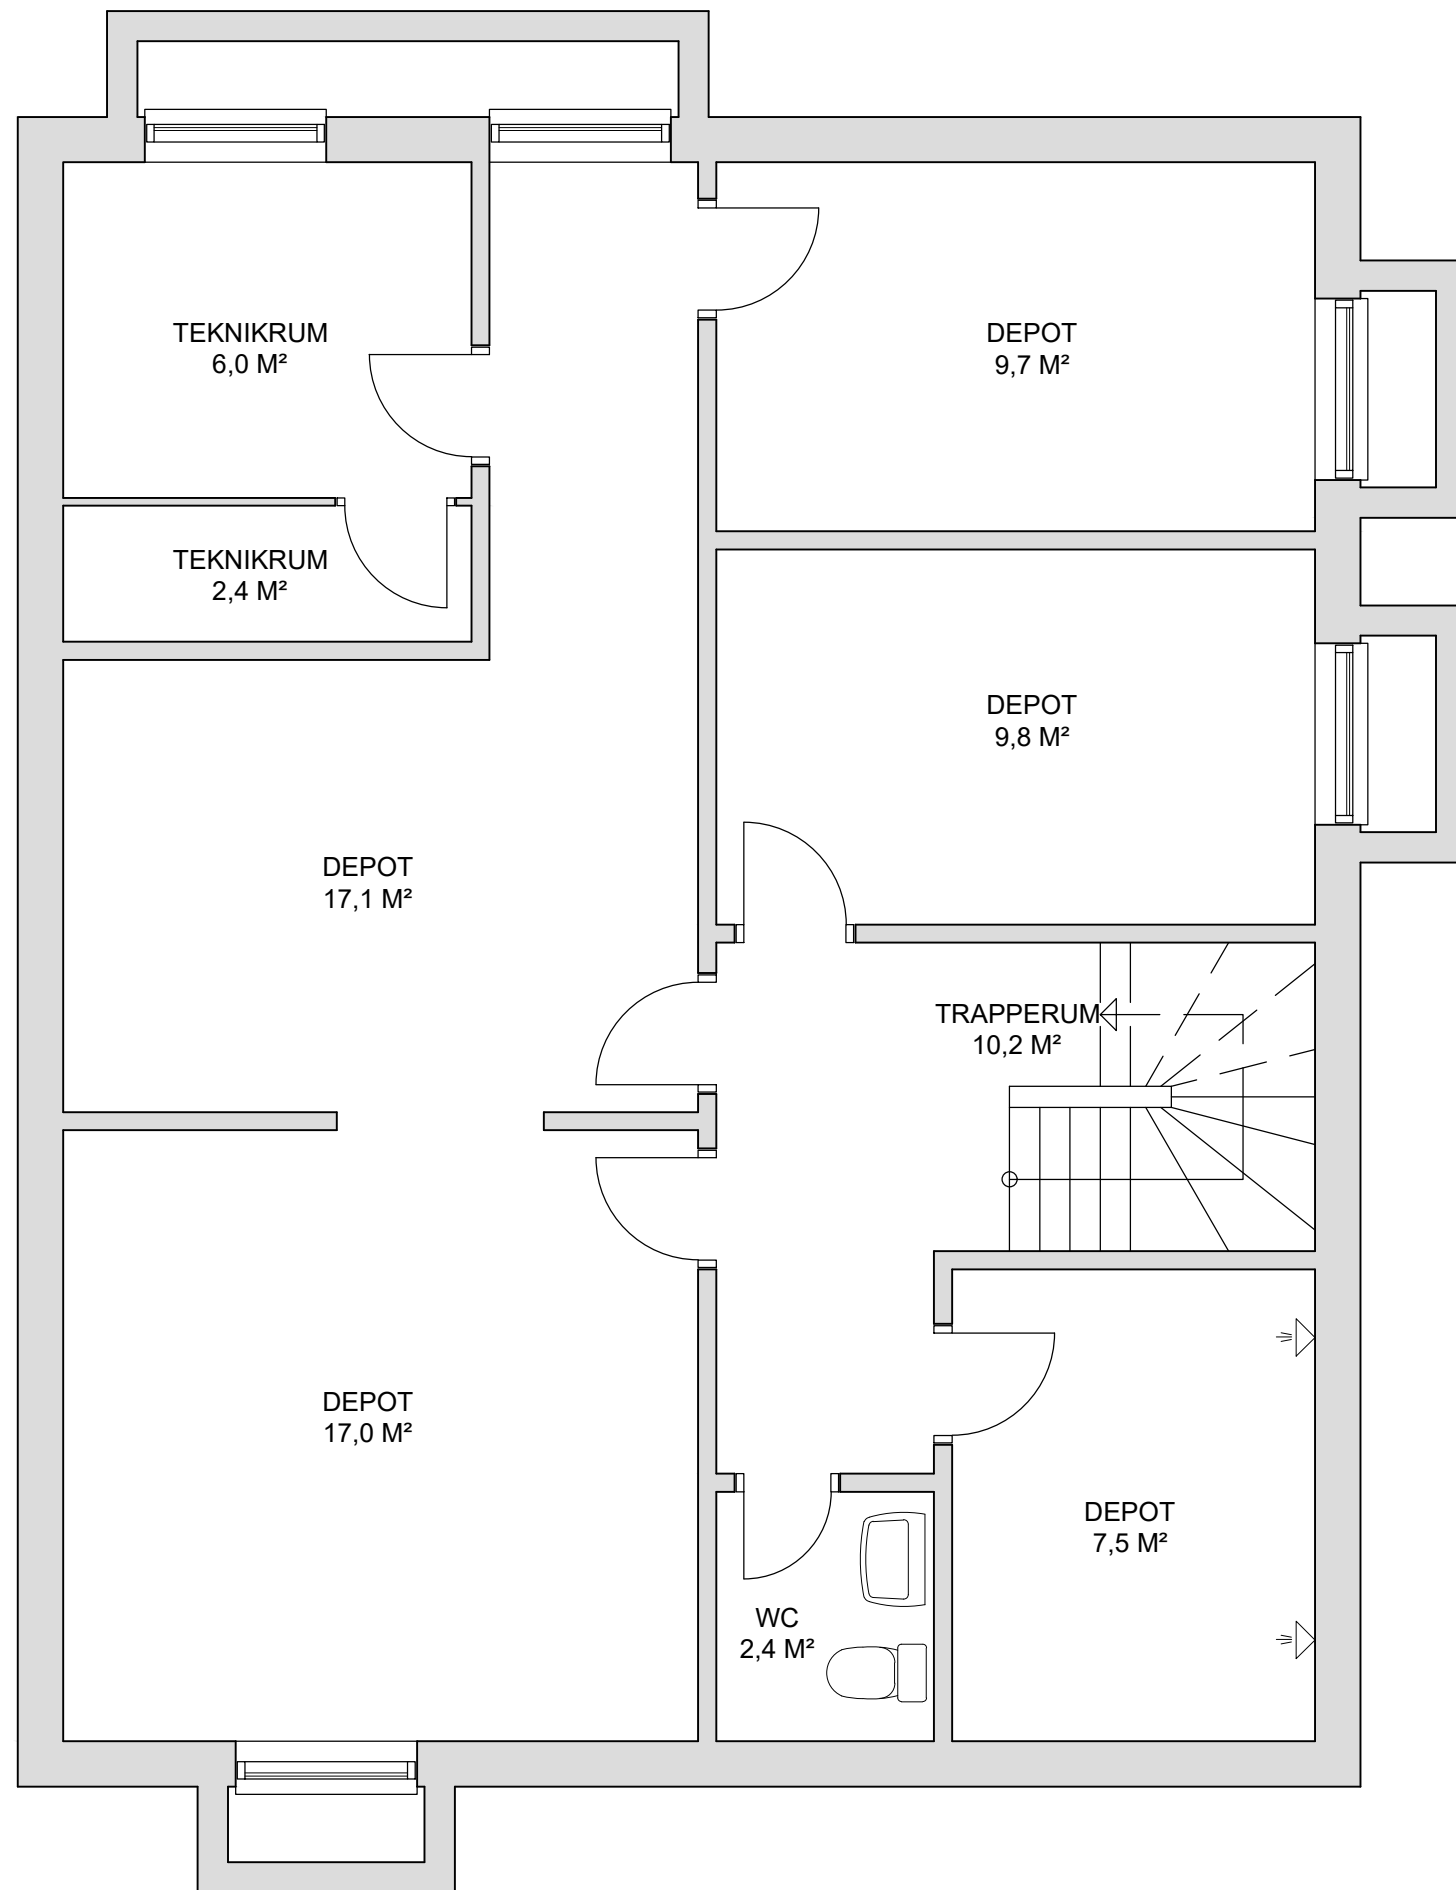 TEKNIKRUM
6,0 M²
DEPOT
9,7 M²
TEKNIKRUM
2,4 M²
DEPOT
9,8 M²
DEPOT
17,1 M²
TRAPPERUM
10,2 M²
DEPOT
17,0 M²
DEPOT
7,5 M²
WC
2,4 M²